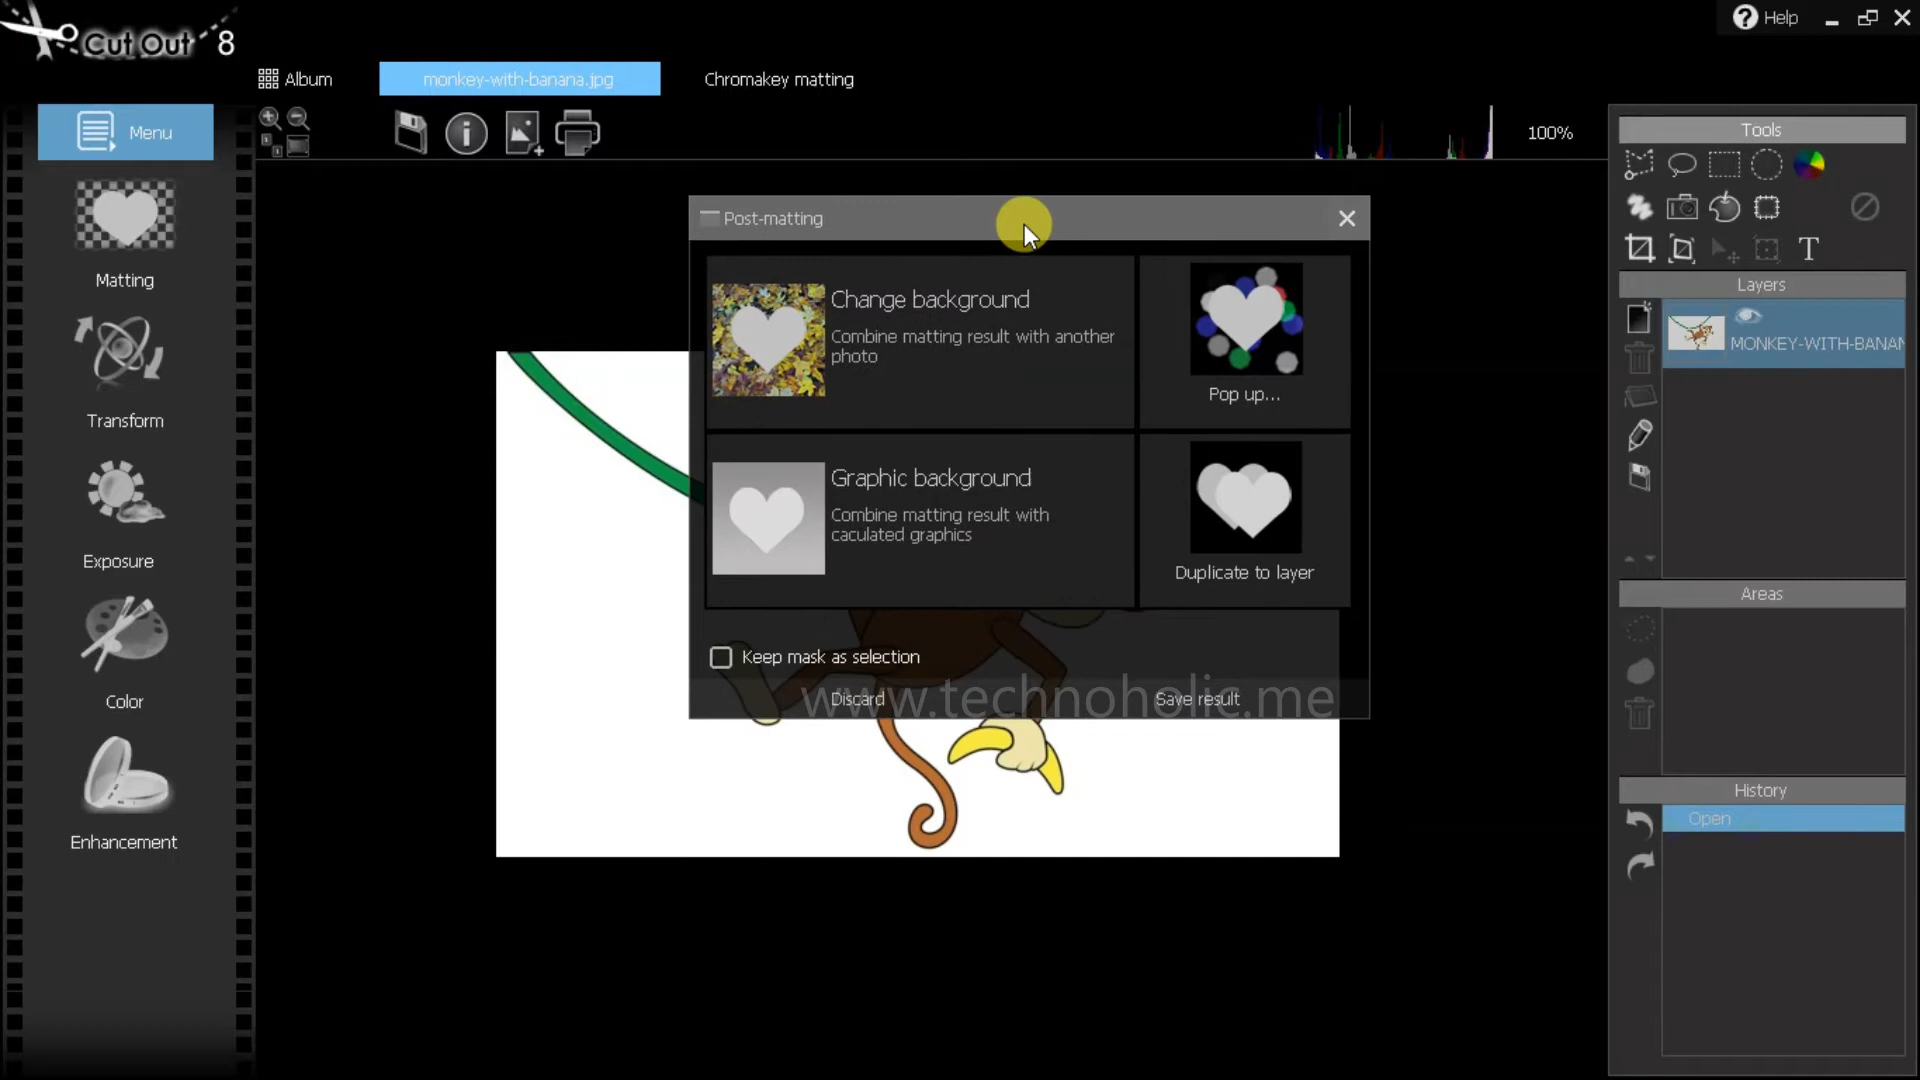 Cut Out 8
Help
Album
monkey-with-banana.jpg
Chromakey matting
Menu
100%
Matting
Transform
Exposure
Color
Enhancement
Post-matting
Change background
Combine matting result with another
photo
Pop up...
Graphic background
Combine matting result with
caculated graphics
Duplicate to layer
Keep mask as selection
Discard
Save result
www.technoholic.me
Tools
T
Layers
MONKEY-WITH-BANAN
Areas
History
Open